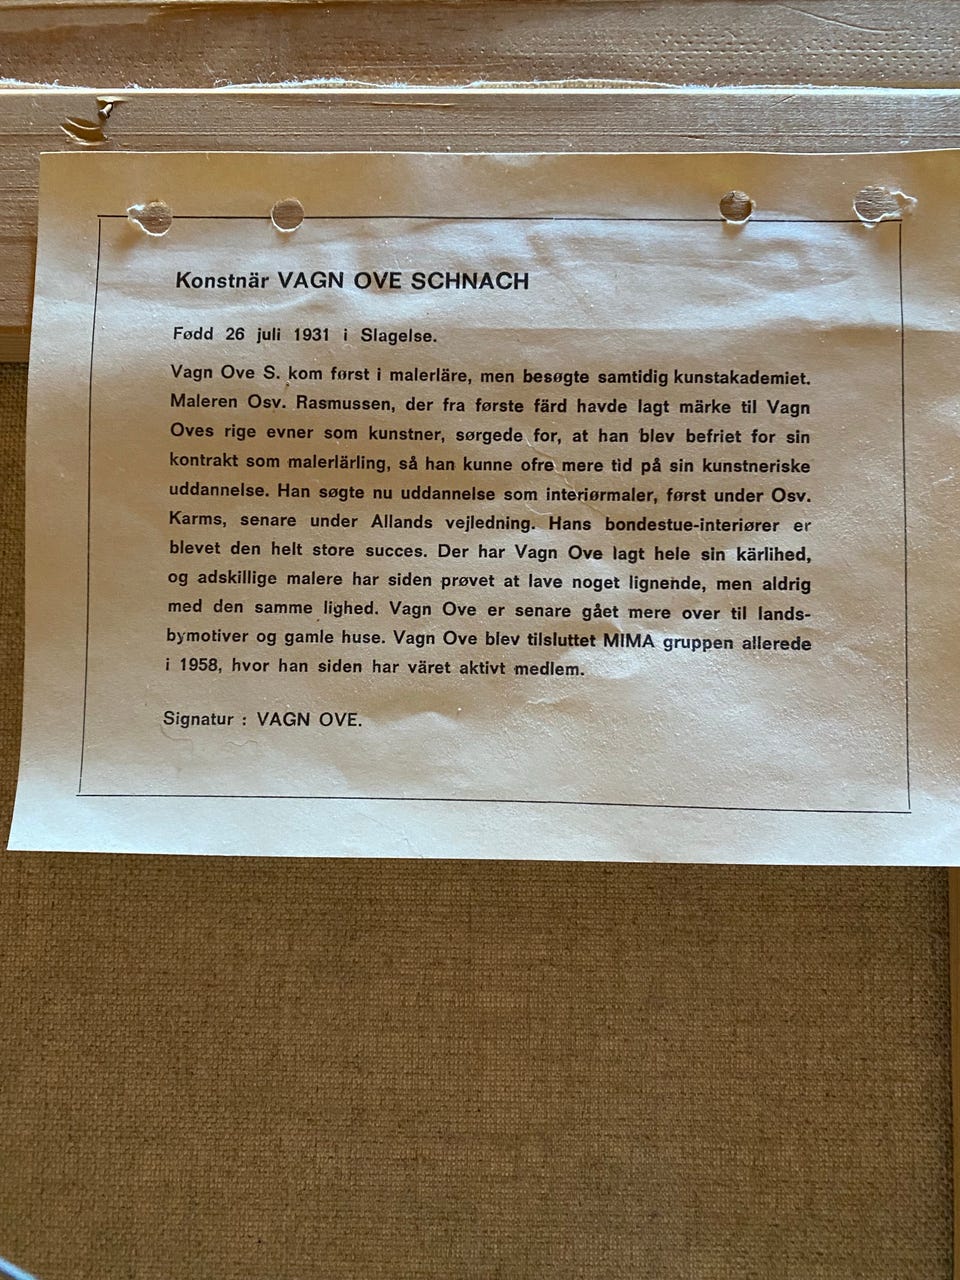 Konstnär VAGN OVE SCHNACH
Fødd 26 juli 1931 i Slagelse.
Vagn Ove S. kom først i malerläre, men besøgte samtidig kunstakademiet.
Maleren Osv. Rasmussen, der fra første färd havde lagt märke til Vagn
Oves rige evner som kunstner, sørgede for, at han blev befriet for sin
kontrakt som malerlärling, så han kunne ofre mere tid på sin kunstneriske
uddannelse. Han søgte nu uddannelse som interiørmaler, først under Osv.
Karms, senare under Allands vejledning. Hans bondestue-interiører er
blevet den helt store succes. Der har Vagn Ove lagt hele sin kärlihed,
og adskillige malere har siden prøvet at lave noget lignende, men aldrig
med den samme lighed. Vagn Ove er senare gået mere over til lands-
bymotiver og gamle huse. Vagn Ove blev tilsluttet MIMA gruppen allerede
i 1958, hvor han siden har väret aktivt medlem.
Signatur : VAGN OVE.